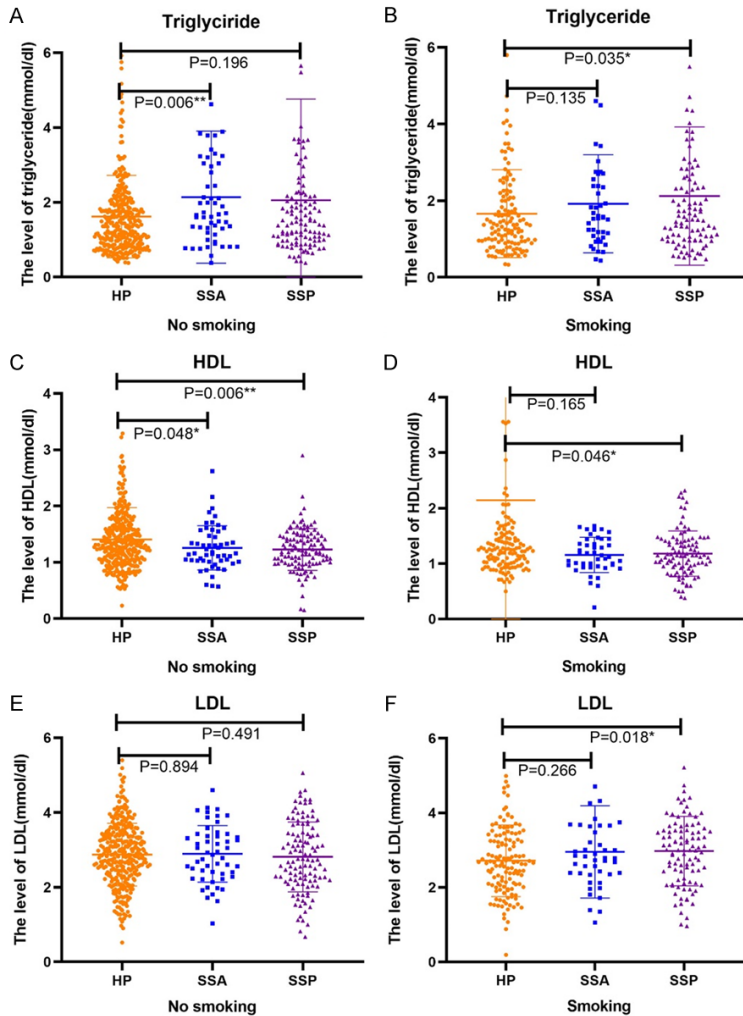 A
Triglyciride
The level of triglyceride(mmol/dl)
6
4
2
0
P=0.196
P=0.006**
HP
SSA
SSP
No smoking
B
Triglyceride
The level of triglyceride(mmol/dl)
6
4
2
0
P=0.035*
P=0.135
HP
SSA
SSP
Smoking
C
HDL
The level of HDL(mmol/dl)
4
3
2
1
0
P=0.006**
P=0.048*
HP
SSA
SSP
No smoking
D
HDL
The level of HDL(mmol/dl)
4
3
2
1
0
P=0.165
P=0.046*
HP
SSA
SSP
Smoking
E
LDL
The level of LDL(mmol/dl)
6
4
2
0
P=0.491
P=0.894
HP
SSA
SSP
No smoking
F
LDL
The level of LDL(mmol/dl)
6
4
2
0
P=0.018*
P=0.266
HP
SSA
SSP
Smoking